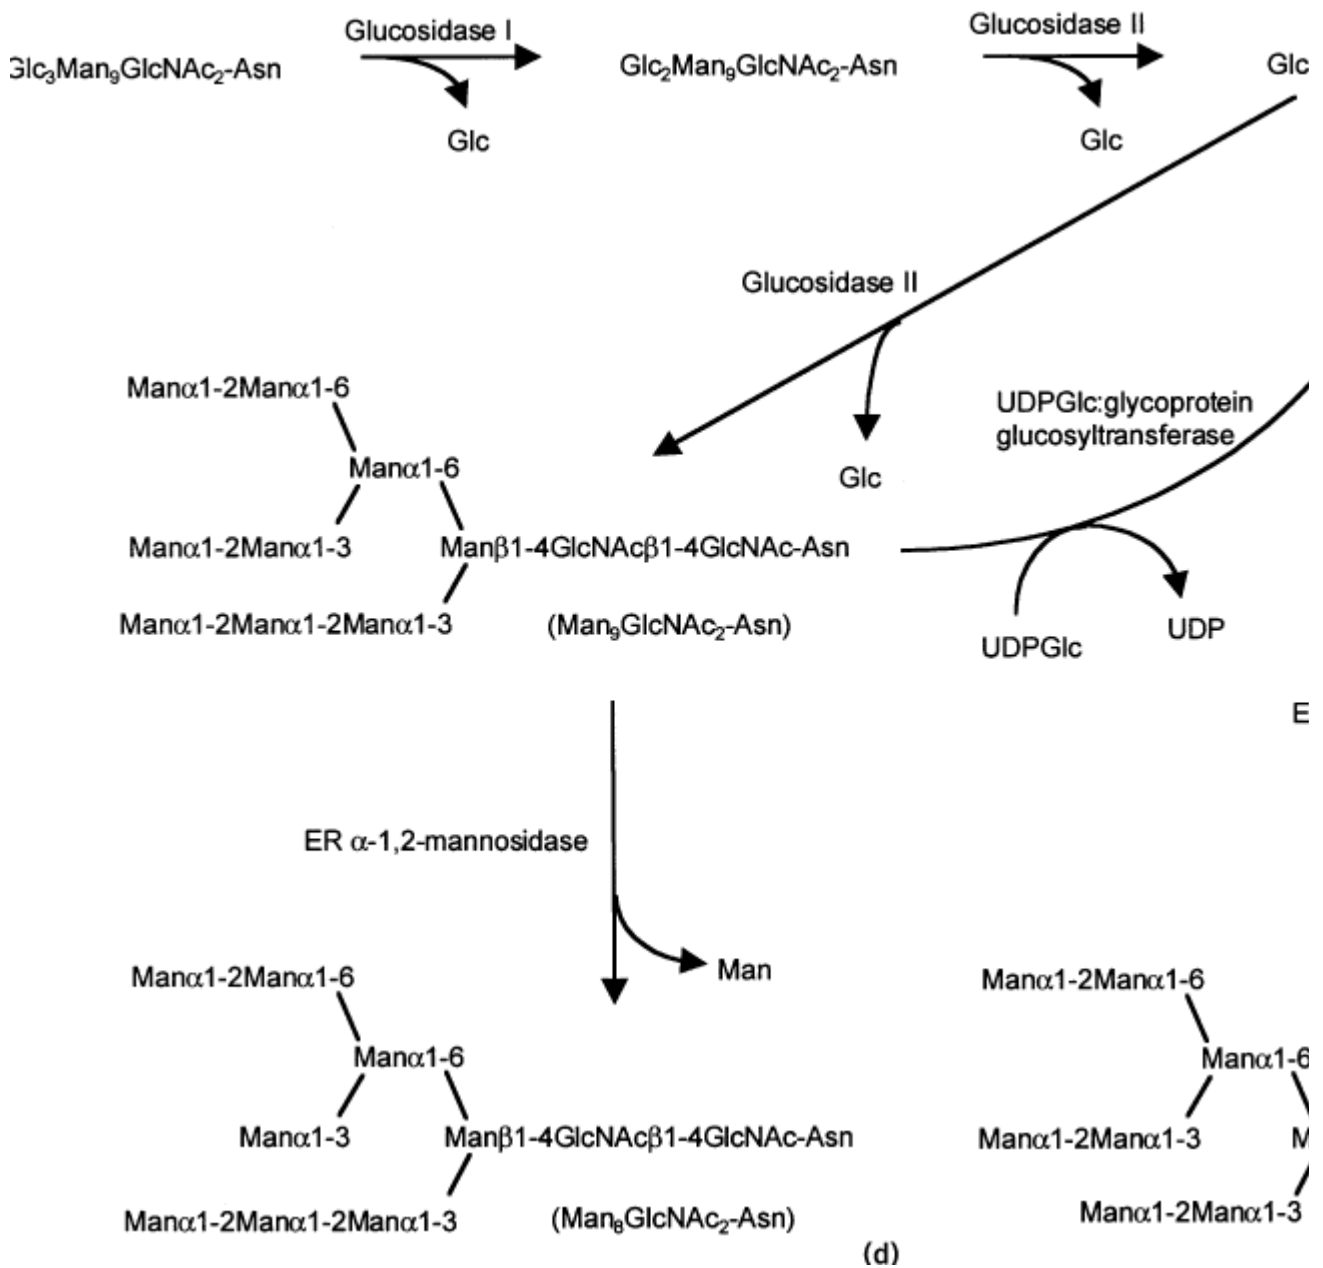 Glucosidase I
Glucosidase II
Glc₃Man₉GlcNAc₂-Asn
Glc₂Man₉GlcNAc₂-Asn
Glc
Glc
Glc
Glucosidase II
Manα1-2Manα1-6
UDPGlc:glycoprotein
glucosyltransferase
Manα1-6
Glc
Manα1-2Manα1-3
Manβ1-4GlcNAcβ1-4GlcNAc-Asn
Manα1-2Manα1-2Manα1-3
(Man₉GlcNAc₂-Asn)
UDPGlc
UDP
E
ER α-1,2-mannosidase
Man
Manα1-2Manα1-6
Manα1-2Manα1-6
Manα1-6
Manα1-6
Manα1-3
Manβ1-4GlcNAcβ1-4GlcNAc-Asn
Manα1-2Manα1-3
M
Manα1-2Manα1-2Manα1-3
(Man₈GlcNAc₂-Asn)
Manα1-2Manα1-3
(d)